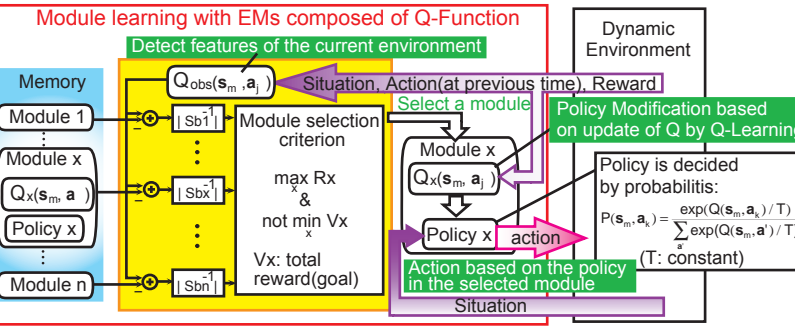 Module learning with EMs composed of Q-Function
Dynamic
Environment
Detect features of the current environment
Memory
Qobs(sm, aj)
Situation, Action(at previous time), Reward
Select a module
Module 1
| Sb1^-1 |
Module selection
criterion
max Rx
x
&
not min Vx
x
Vx: total
reward(goal)
Policy Modification based
on update of Q by Q-Learning
Module x
Qx(sm, a )
Policy x
| Sbx^-1 |
Module x
Qx(sm, aj)
Policy x
action
Policy is decided
by probabilitis:
P(sm, ak) = exp(Q(sm, ak) / T)
∑ exp(Q(sm, a') / T)
a'
(T: constant)
Module n
| Sbn^-1 |
Action based on the policy
in the selected module
Situation